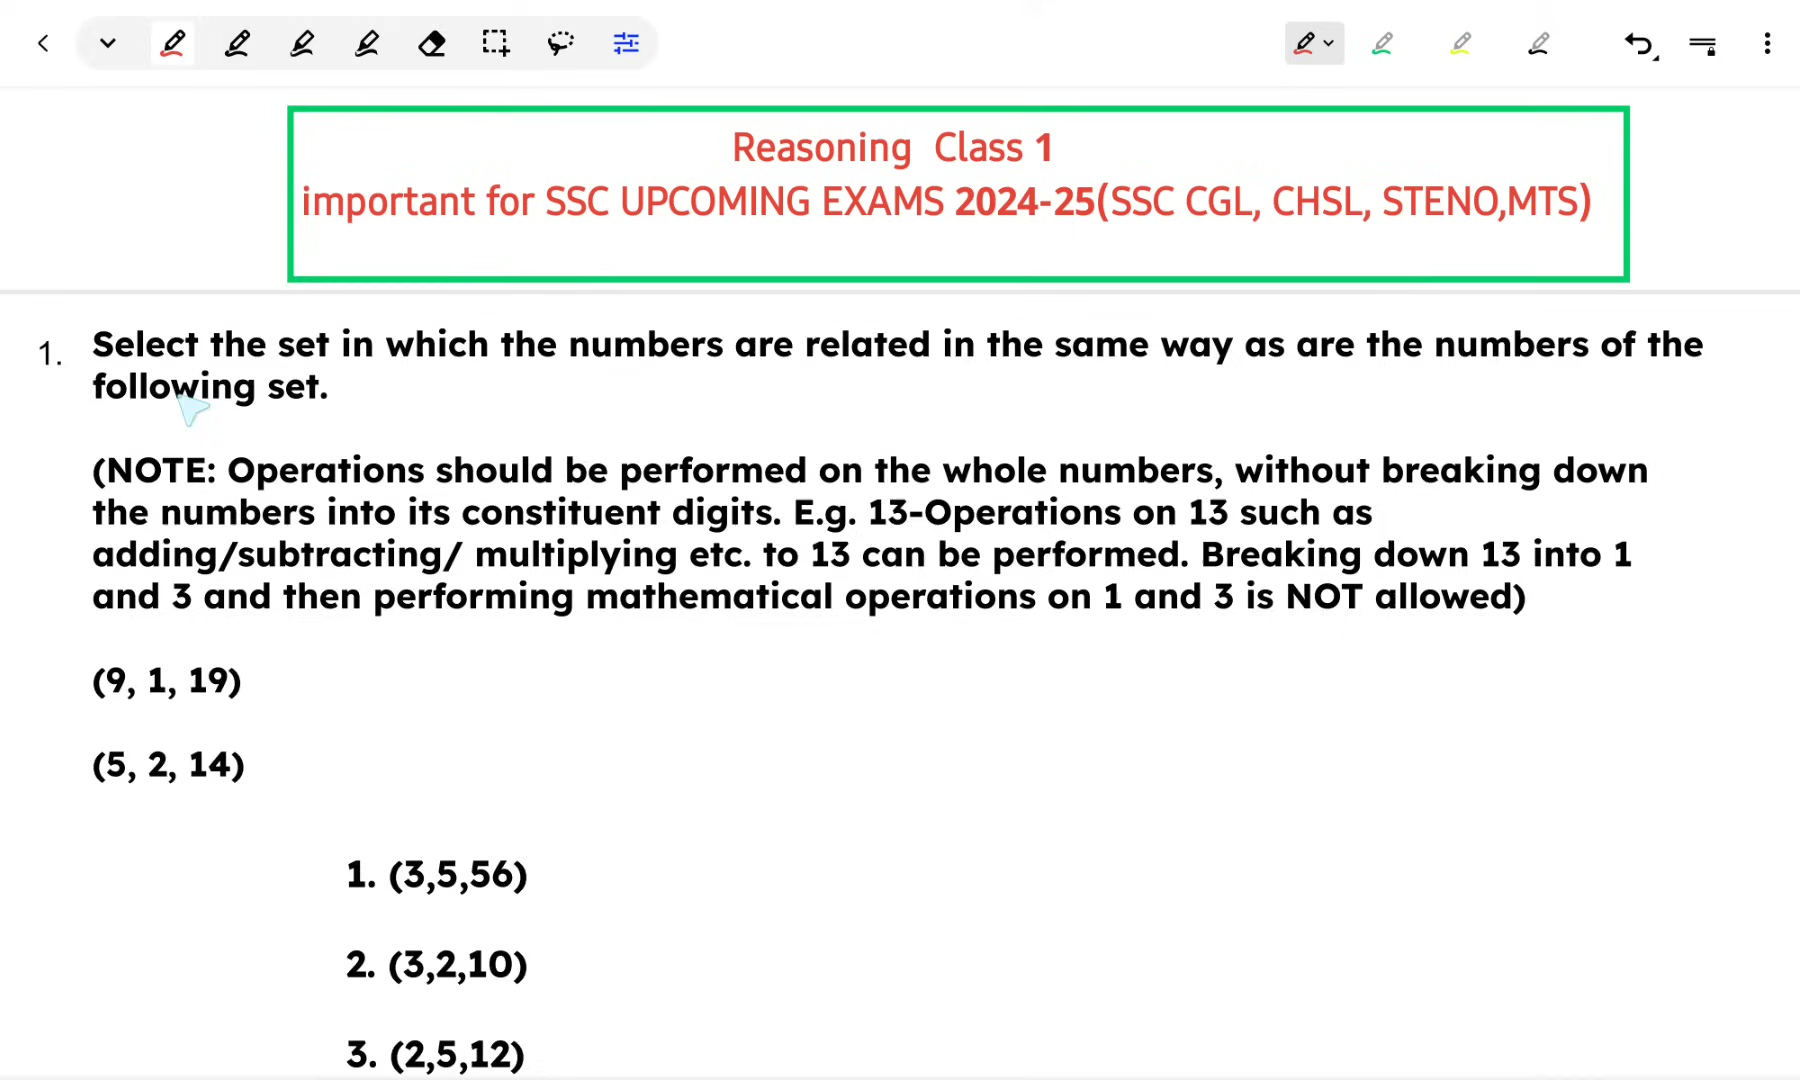 Reasoning Class 1
important for SSC UPCOMING EXAMS 2024-25(SSC CGL, CHSL, STENO,MTS)
1. Select the set in which the numbers are related in the same way as are the numbers of the
following set.
(NOTE: Operations should be performed on the whole numbers, without breaking down
the numbers into its constituent digits. E.g. 13-Operations on 13 such as
adding/subtracting/ multiplying etc. to 13 can be performed. Breaking down 13 into 1
and 3 and then performing mathematical operations on 1 and 3 is NOT allowed)
(9, 1, 19)
(5, 2, 14)
1. (3,5,56)
2. (3,2,10)
3. (2,5,12)